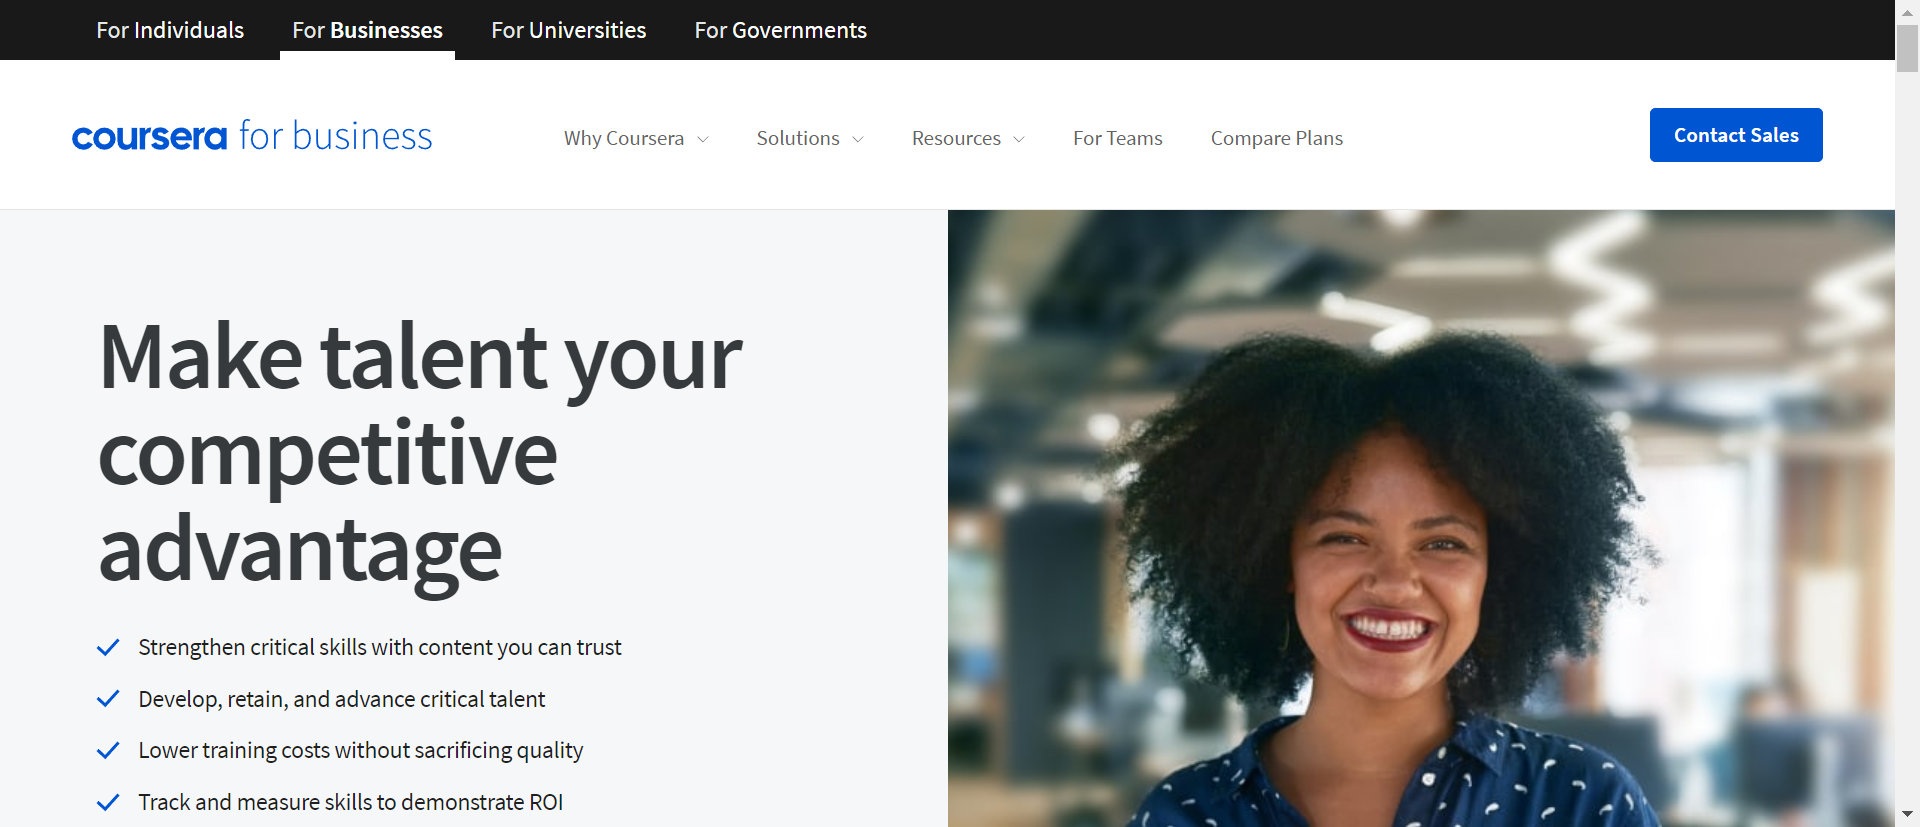 For Individuals
For Businesses
For Universities
For Governments
coursera for business
Why Coursera
Solutions
Resources
For Teams
Compare Plans
Contact Sales
Make talent your
competitive
advantage
Strengthen critical skills with content you can trust
Develop, retain, and advance critical talent
Lower training costs without sacrificing quality
Track and measure skills to demonstrate ROI